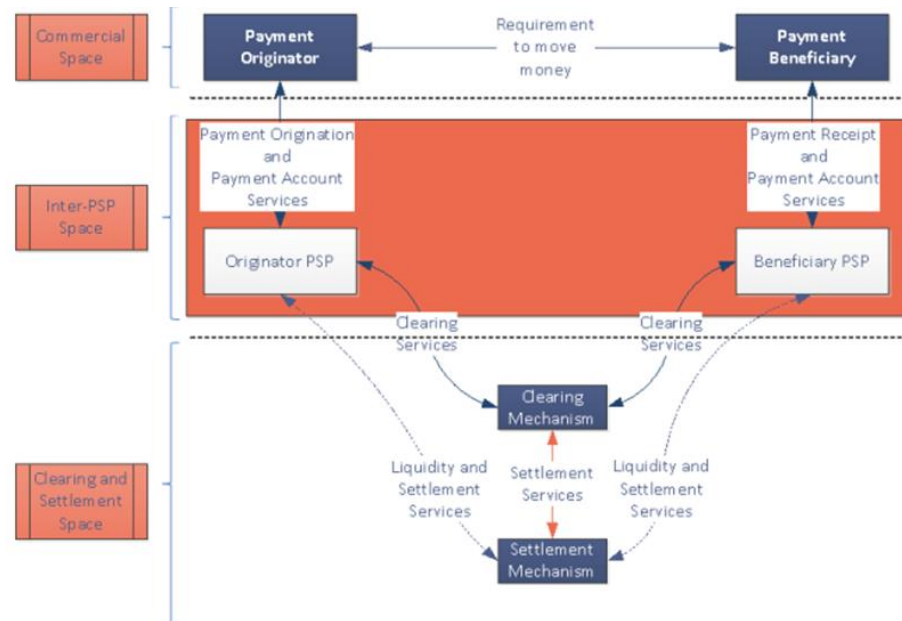 Commercial
Space
Payment
Originator
Requirement
to move
money
Payment
Beneficiary
Inter-PSP
Space
Payment Origination
and
Payment Account
Services
Payment Receipt
and
Payment Account
Services
Originator PSP
Beneficiary PSP
Clearing
Services
Clearing
Services
Clearing and
Settlement
Space
Clearing
Mechanism
Liquidity and
Settlement
Services
Settlement
Services
Liquidity and
Settlement
Services
Settlement
Mechanism